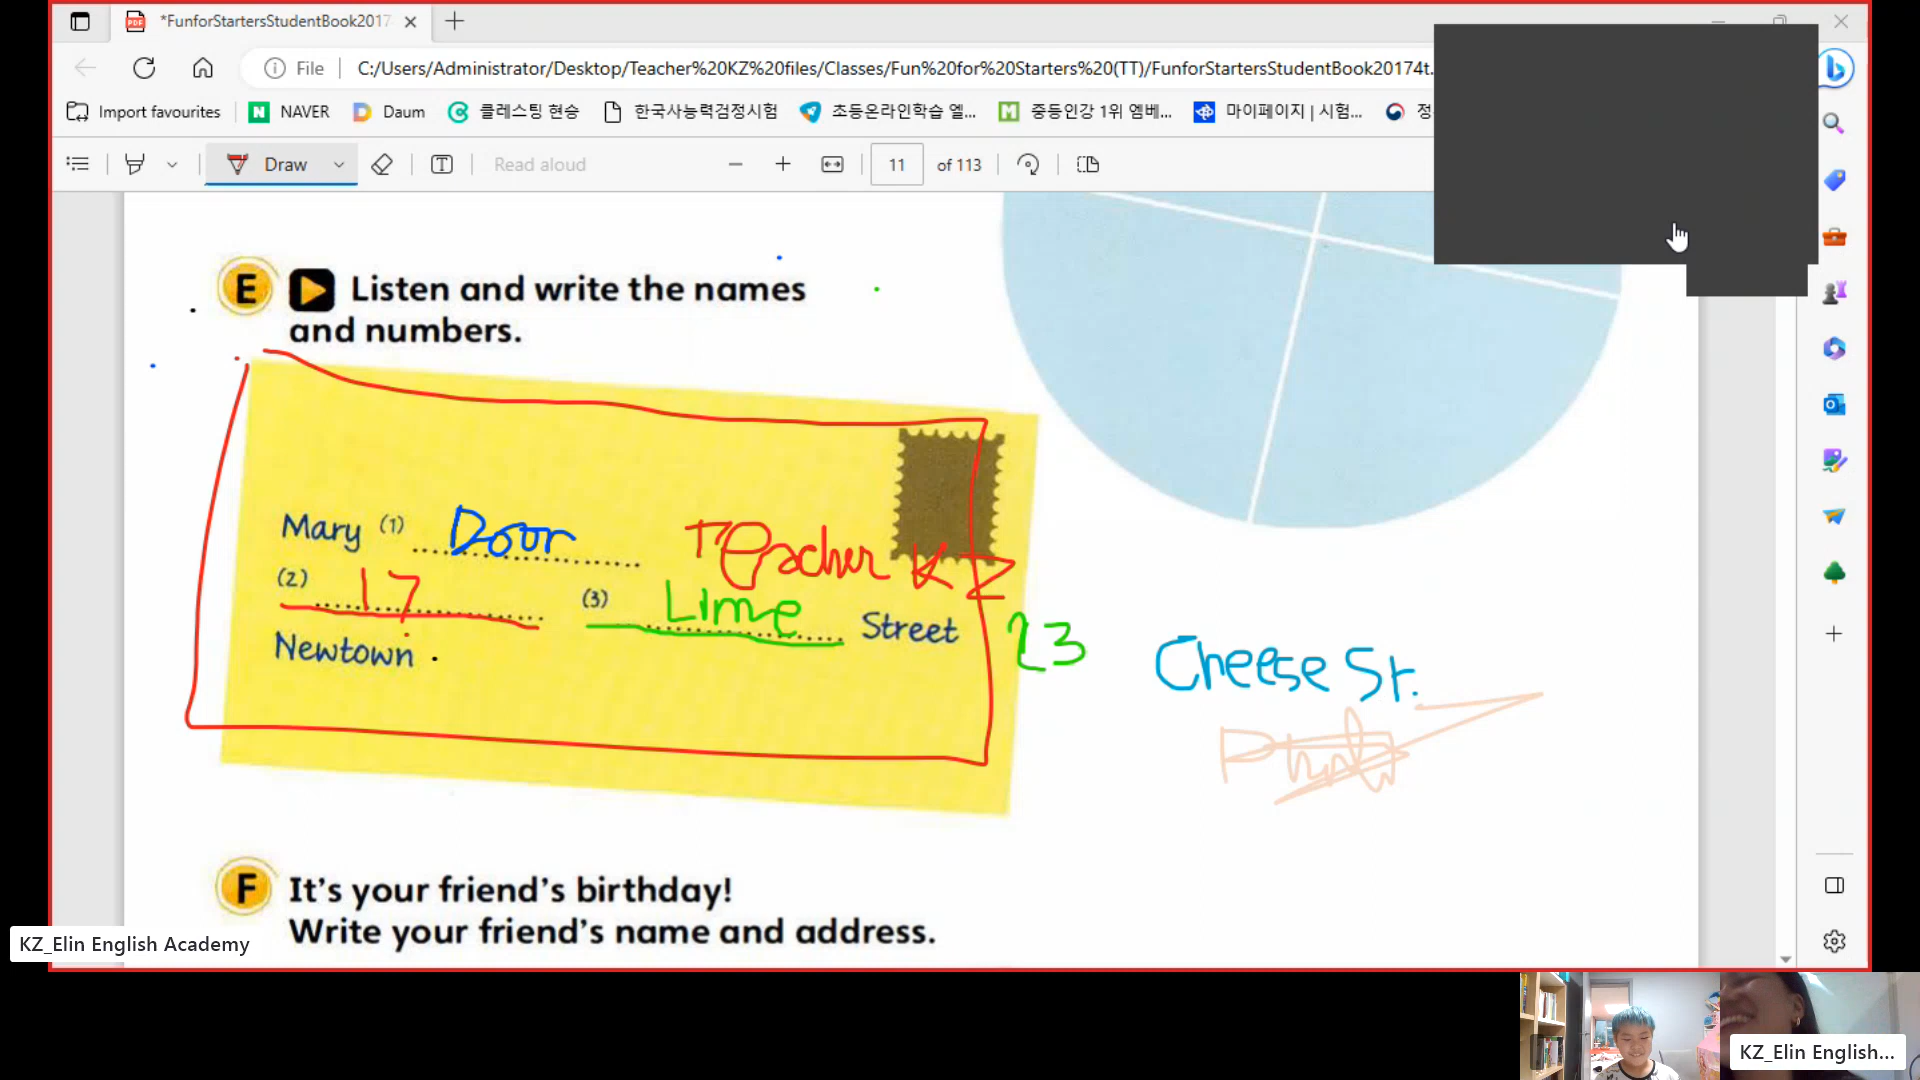 *FunforStartersStudentBook2017
File C:/Users/Administrator/Desktop/Teacher%20KZ%20files/Classes/Fun%20for%20Starters%20(TT)/FunforStartersStudentBook20174t.
Import favourites NAVER Daum 클레스팅 현승 한국사능력검정시험 초등온라인학습 엘... 중등인강 1위 엠베... 마이페이지 | 시험... 정
Draw Read aloud 11 of 113
E Listen and write the names
and numbers.
Mary (1) Door Teacher KZ
(2) 17 (3) Lime Street 23
Newtown
Cheese St.
F It's your friend's birthday!
Write your friend's name and address.
KZ_Elin English Academy
KZ_Elin English...